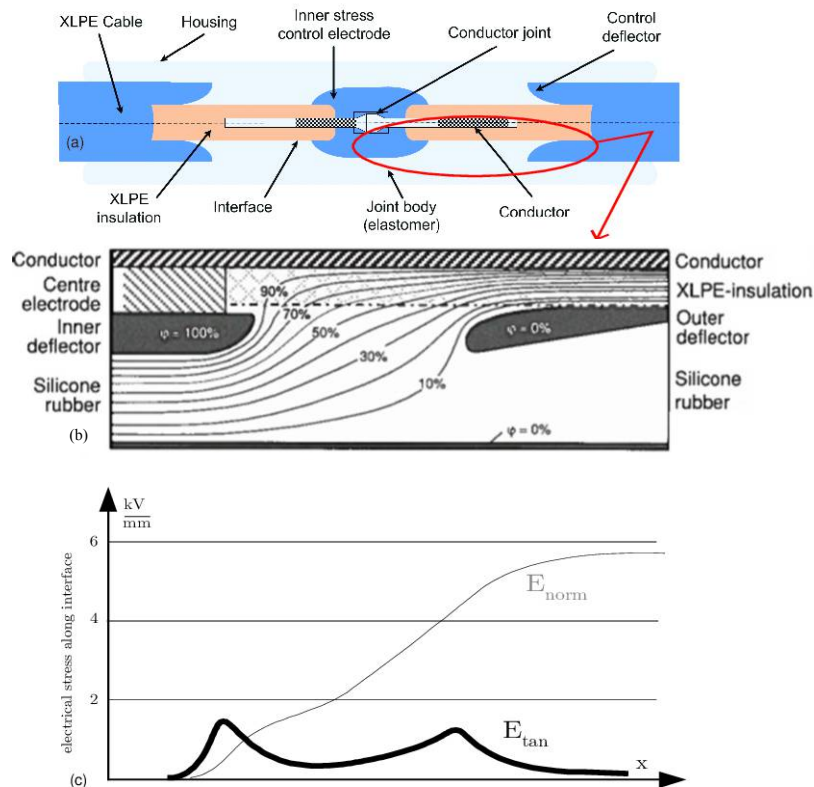 XLPE Cable
Housing
Inner stress
control electrode
Conductor joint
Control
deflector
(a)
XLPE
insulation
Interface
Joint body
(elastomer)
Conductor
(b)
Conductor
Centre
electrode
Inner
deflector
Silicone
rubber
90%
70%
50%
30%
10%
φ = 100%
φ = 0%
φ = 0%
Conductor
XLPE-insulation
Outer
deflector
Silicone
rubber
kV
mm
electrical stress along interface
6
4
2
E norm
E tan
x
(c)